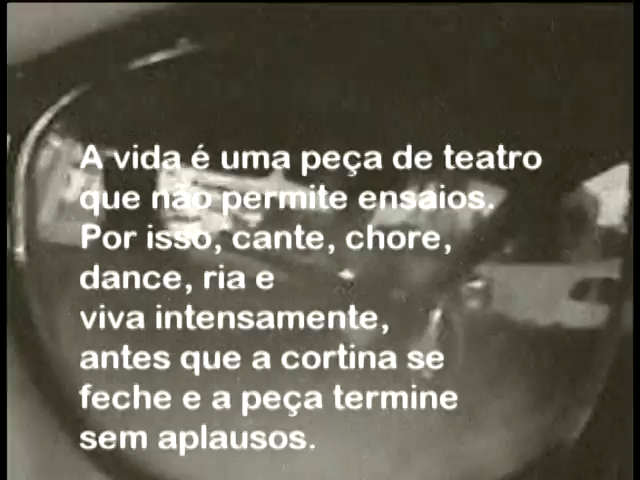 A vida é uma peça de teatro
que não permite ensaios.
Por isso, cante, chore,
dance, ria e
viva intensamente,
antes que a cortina se
feche e a peça termine
sem aplausos.